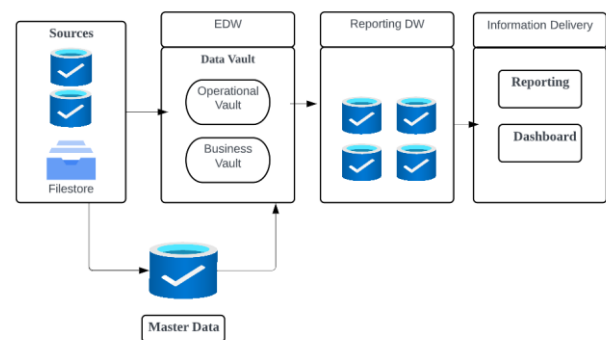 Sources
Filestore
EDW
Data Vault
Operational
Vault
Business
Vault
Reporting DW
Information Delivery
Reporting
Dashboard
Master Data